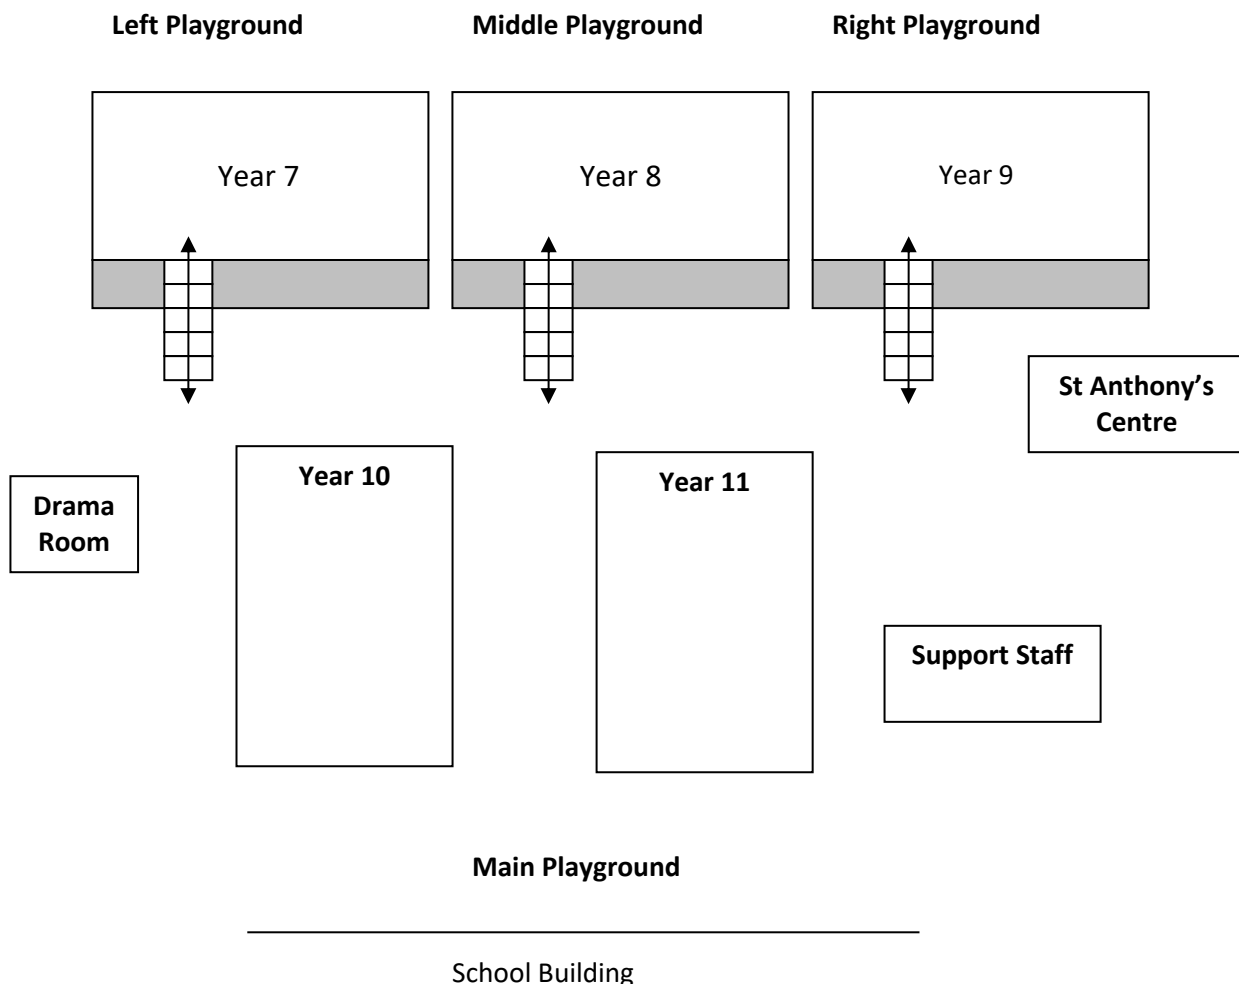 Left Playground
Middle Playground
Right Playground
Year 7
Year 8
Year 9
St Anthony's
Centre
Year 10
Year 11
Drama
Room
Support Staff
Main Playground
School Building